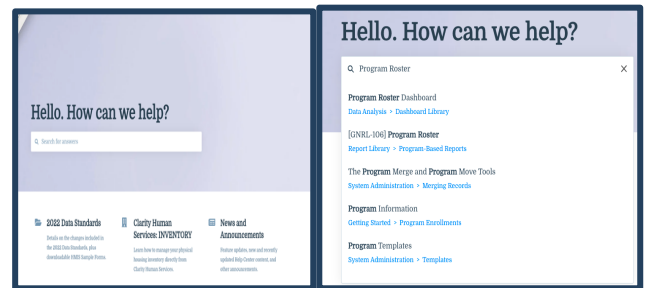 Hello. How can we help?
Search for answers
2022 Data Standards
Details on the changes included in
the 2022 Data Standards, plus
downloadable HMIS Sample Forms.
Clarity Human
Services: INVENTORY
Learn how to manage your physical
housing inventory directly from
Clarity Human Services.
News and
Announcements
Feature updates, new and recently
updated Help Center content, and
other announcements.
Hello. How can we help?
Program Roster X
Program Roster Dashboard
Data Analysis > Dashboard Library
[GNRL-106] Program Roster
Report Library > Program-Based Reports
The Program Merge and Program Move Tools
System Administration > Merging Records
Program Information
Getting Started > Program Enrollments
Program Templates
System Administration > Templates